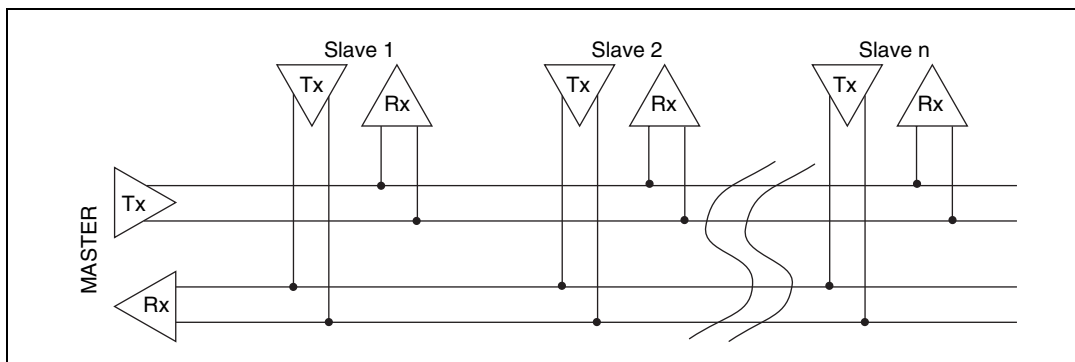 Slave 1
Slave 2
Slave n
Tx
Rx
Tx
Rx
Tx
Rx
MASTER
Tx
Rx